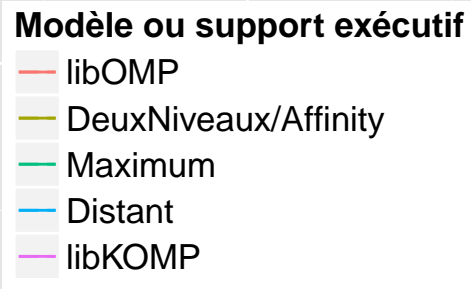 Modèle ou support exécutif
libOMP
DeuxNiveaux/Affinity
Maximum
Distant
libKOMP